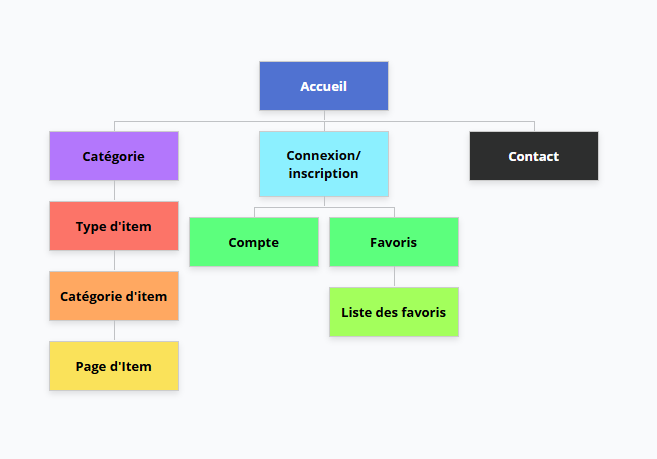 Accueil
Catégorie
Connexion/
inscription
Contact
Type d'item
Compte
Favoris
Catégorie d'item
Liste des favoris
Page d'Item